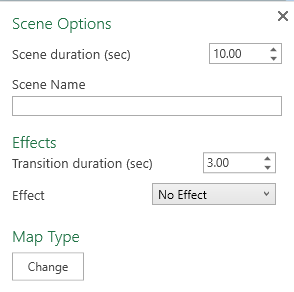 Scene Options
Scene duration (sec) 10.00
Scene Name
Effects
Transition duration (sec) 3.00
Effect No Effect
Map Type
Change